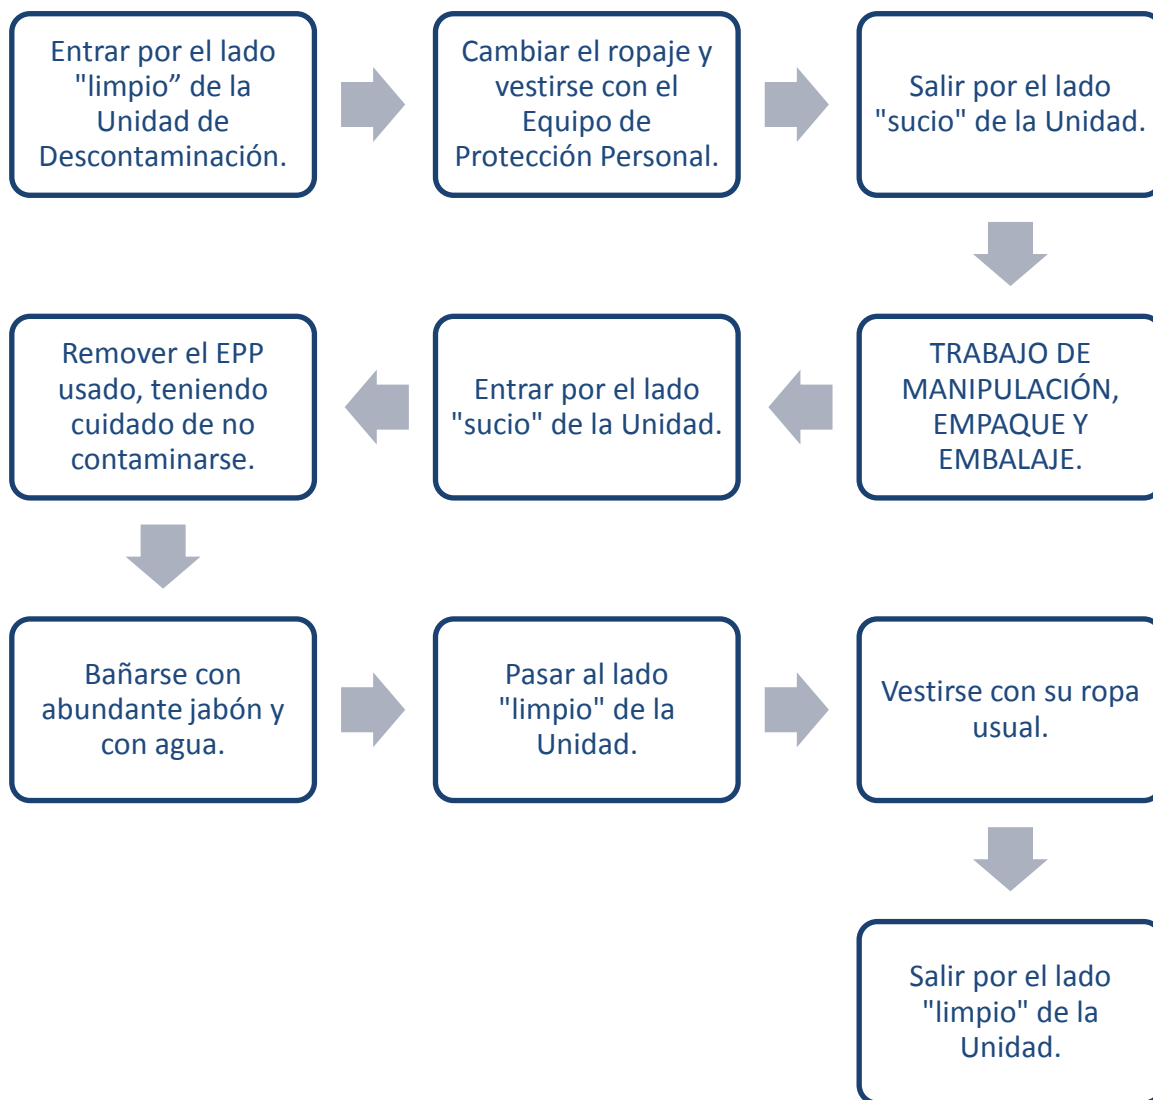 Entrar por el lado
"limpio” de la
Unidad de
Descontaminación.
Cambiar el ropaje y
vestirse con el
Equipo de
Protección Personal.
Salir por el lado
"sucio" de la Unidad.
TRABAJO DE
MANIPULACIÓN,
EMPAQUE Y
EMBALAJE.
Entrar por el lado
"sucio" de la Unidad.
Remover el EPP
usado, teniendo
cuidado de no
contaminarse.
Bañarse con
abundante jabón y
con agua.
Pasar al lado
"limpio" de la
Unidad.
Vestirse con su ropa
usual.
Salir por el lado
"limpio" de la
Unidad.